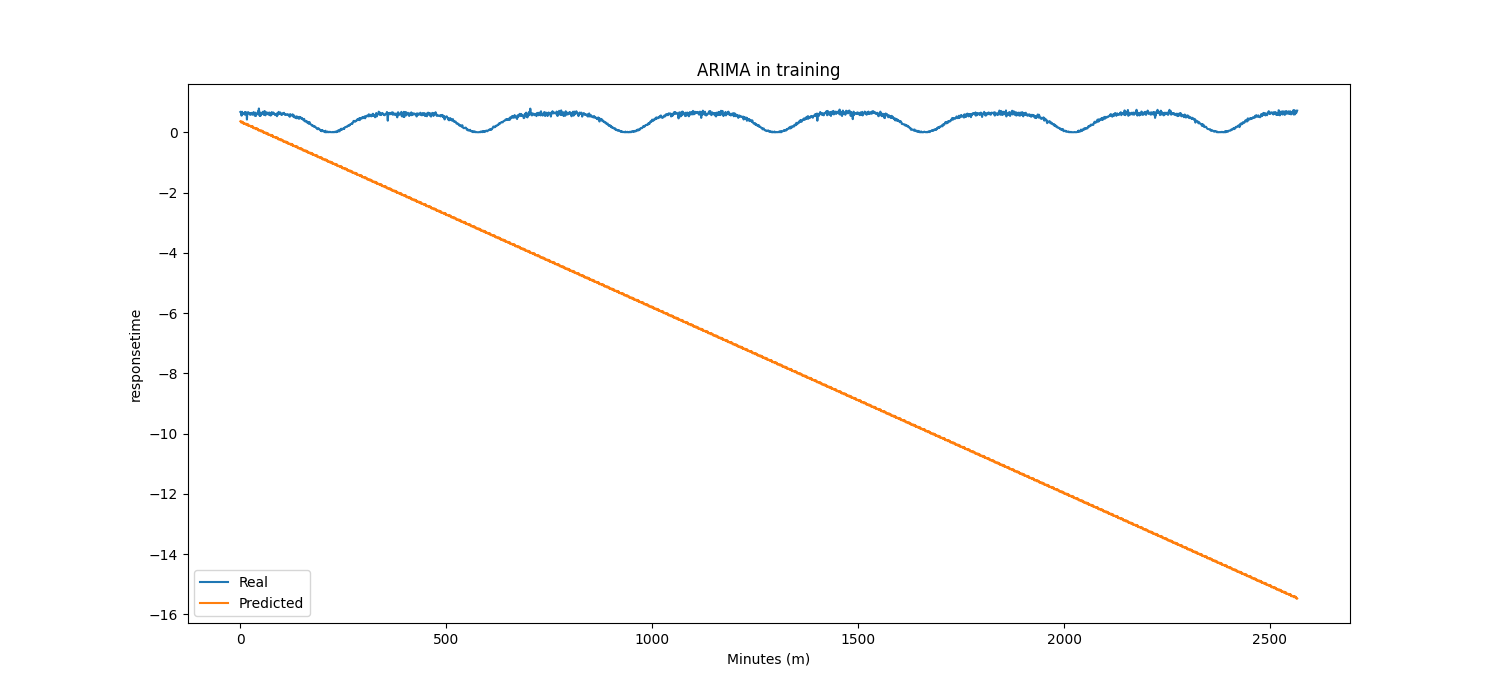 ARIMA in training
responsetime
0
−2
−4
−6
−8
−10
−12
−14
−16
Real
Predicted
0 500 1000 1500 2000 2500
Minutes (m)